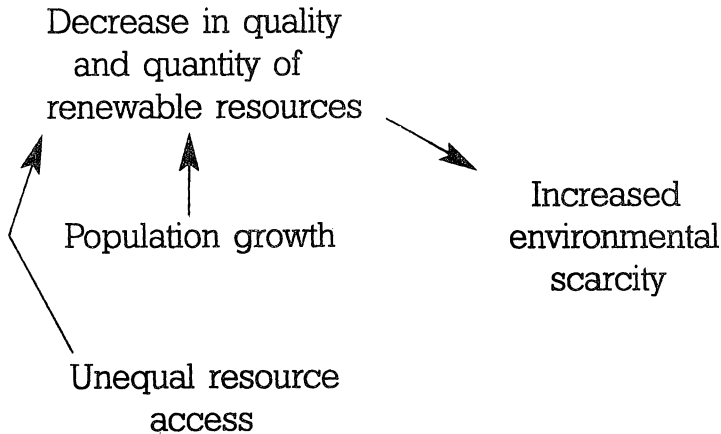 Decrease in quality
and quantity of
renewable resources
Increased
environmental
scarcity
Population growth
Unequal resource
access